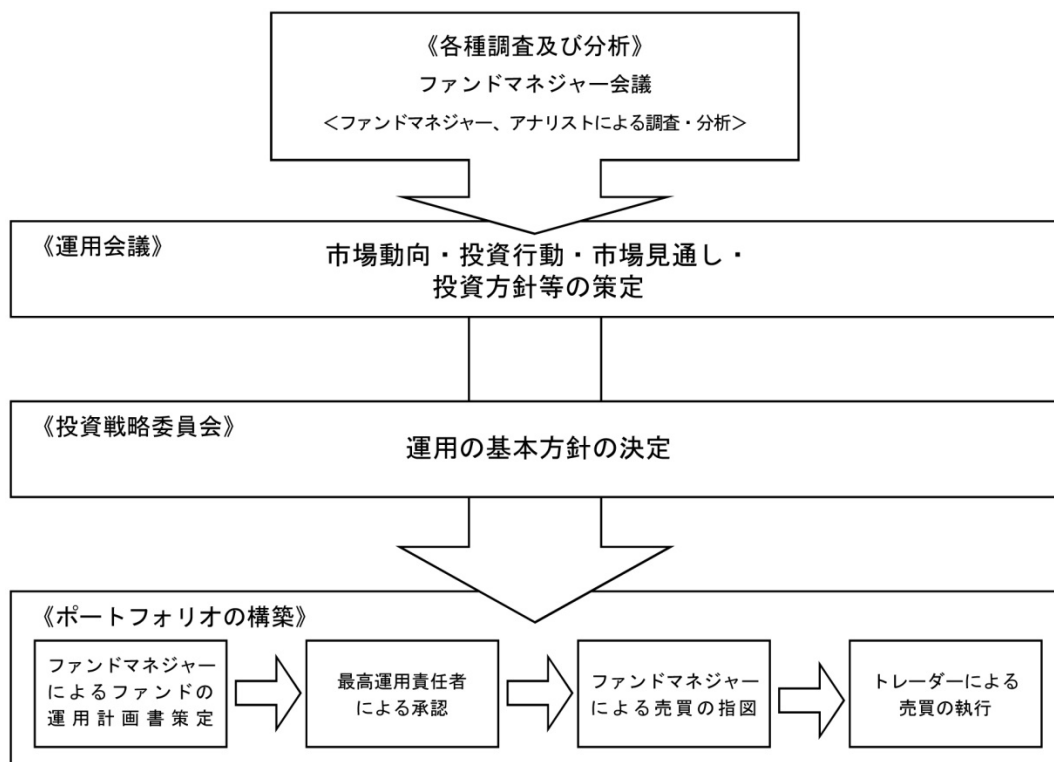 《各種調査及び分析》
ファンドマネジャー会議
＜ファンドマネジャー、アナリストによる調査・分析＞
《運用会議》
市場動向・投資行動・市場見通し・
投資方針等の策定
《投資戦略委員会》
運用の基本方針の決定
《ポートフォリオの構築》
ファンドマネジャー
によるファンドの
運用計画書策定
最高運用責任者
による承認
ファンドマネジャー
による売買の指図
トレーダーによる
売買の執行